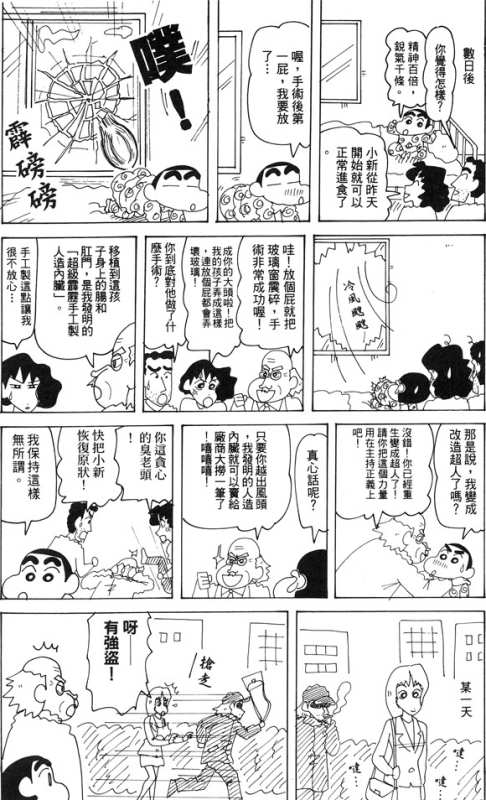 數日後
你覺得怎樣？
精神百倍，
說氣千條。
小新從昨天
開始就可以
正常進食了
。
喔，手術後第
一屁，我要放
了…
噗！
霹
磅
磅
冷風颼颼
哇！放個屁就把
玻璃窗震碎，手
術非常成功喔！
成你的大頭啦！把
我的孩子弄成這樣
，連放個屁都會弄
壞玻璃！
你到底對他做了什
麼手術？
移植到這孩
子身上的腸和
肛門，是我發明的
「超級霹靂手工製
人造內臟」。
手工製這點讓我
很不放心…
那是說，我變成
改造超人了嗎？
沒錯！你已經重
生變成超人了！
請你把這個力量
用在主持正義上
吧！
真心話呢？
只要你越出風頭
，我發明的人造
內臟就可以賣給
廠商大撈一筆了
！嘻嘻嘻！
你這貪心
的臭老頭
！
快把小新
恢復原狀！
我保持這樣
無所謂。
某一天
噠…
噠…
搶走
呀
有強盜！